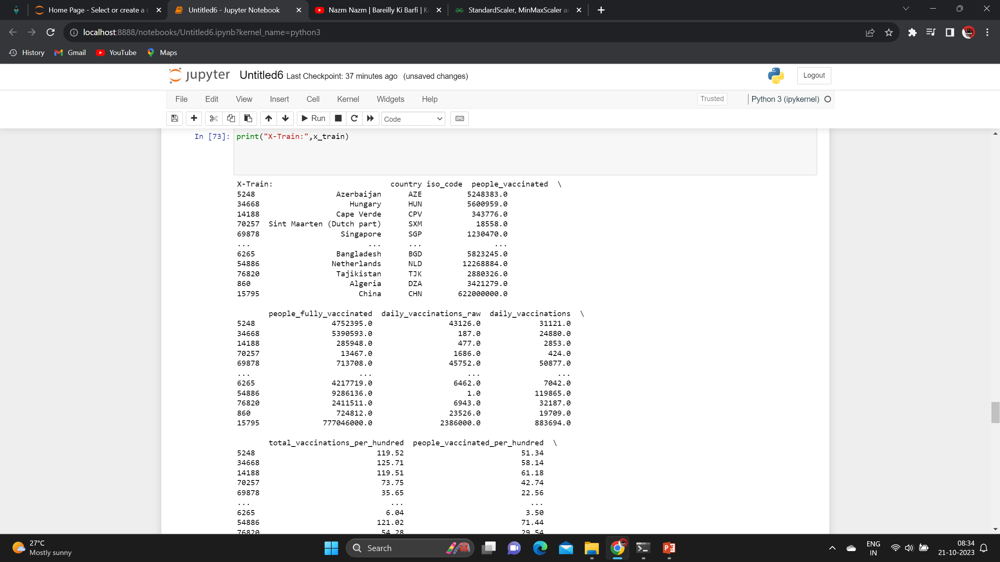 Home Page - Select or create a n
Untitled6 - Jupyter Notebook
Nazm Nazm | Bareilly Ki Barfi | K
StandardScaler, MinMaxScaler a
localhost:8888/notebooks/Untitled6.ipynb?kernel_name=python3
History Gmail YouTube Maps
jupyter Untitled6 Last Checkpoint: 37 minutes ago (unsaved changes) Logout
File Edit View Insert Cell Kernel Widgets Help Trusted Python 3 (ipykernel)
Run Code
In [73]: print("X-Train:",x_train)
X-Train: country iso_code people_vaccinated \
5248 Azerbaijan AZE 5248383.0
34668 Hungary HUN 5600959.0
14188 Cape Verde CPV 343776.0
70257 Sint Maarten (Dutch part) SXM 18558.0
69878 Singapore SGP 1230470.0
... ... ... ...
6265 Bangladesh BGD 5823245.0
54886 Netherlands NLD 12268884.0
76820 Tajikistan TJK 2880326.0
860 Algeria DZA 3421279.0
15795 China CHN 622000000.0
people_fully_vaccinated daily_vaccinations_raw daily_vaccinations \
5248 4752395.0 43126.0 31121.0
34668 5390593.0 187.0 24880.0
14188 285948.0 477.0 2853.0
70257 13467.0 1686.0 424.0
69878 713708.0 45752.0 50877.0
... ... ... ...
6265 4217719.0 6462.0 7042.0
54886 9286136.0 1.0 119865.0
76820 2411511.0 6943.0 32187.0
860 724812.0 23526.0 19709.0
15795 777046000.0 2386000.0 883694.0
total_vaccinations_per_hundred people_vaccinated_per_hundred \
5248 119.52 51.34
34668 125.71 58.14
14188 119.51 61.18
70257 73.75 42.74
69878 35.65 22.56
... ... ...
6265 6.04 3.50
54886 121.02 71.44
76820 54.28 29.54
27°C
Mostly sunny
Search
ENG
IN
08:34
21-10-2023